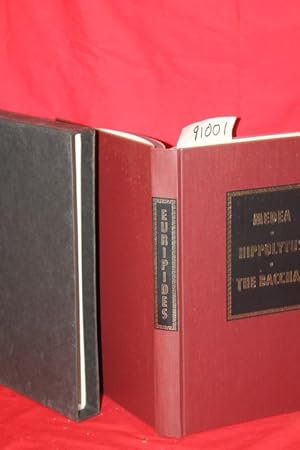 91001
EURIPIDES
MEDEA
HIPPOLYTUS
THE BACCHAE